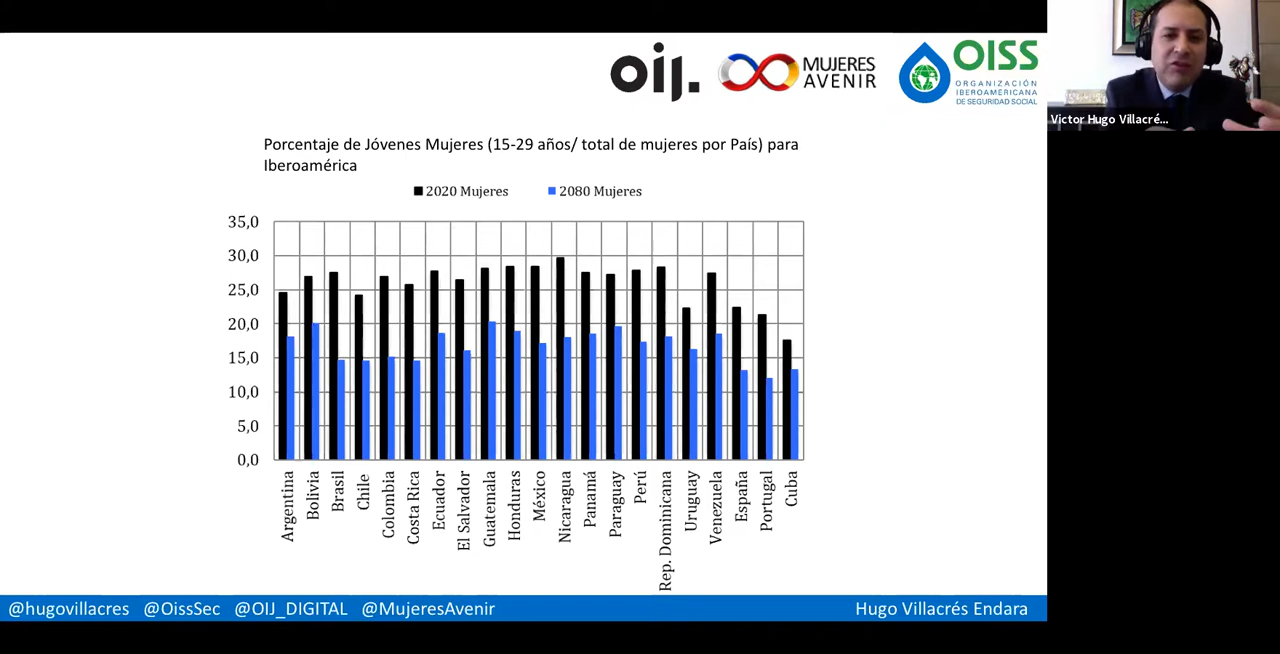 oij.
MUJERES
AVENIR
OISS
ORGANIZACIÓN
IBEROAMERICANA
DE SEGURIDAD SOCIAL
Victor Hugo Villacré...
Porcentaje de Jóvenes Mujeres (15-29 años/ total de mujeres por País) para
Iberoamérica
2020 Mujeres
2080 Mujeres
35,0
30,0
25,0
20,0
15,0
10,0
5,0
0,0
Argentina
Bolivia
Brasil
Chile
Colombia
Costa Rica
Ecuador
El Salvador
Guatemala
Honduras
México
Nicaragua
Panamá
Paraguay
Perú
Rep. Dominicana
Uruguay
Venezuela
España
Portugal
Cuba
@hugovillacres @OissSec @OIJ_DIGITAL @MujeresAvenir
Hugo Villacrés Endara